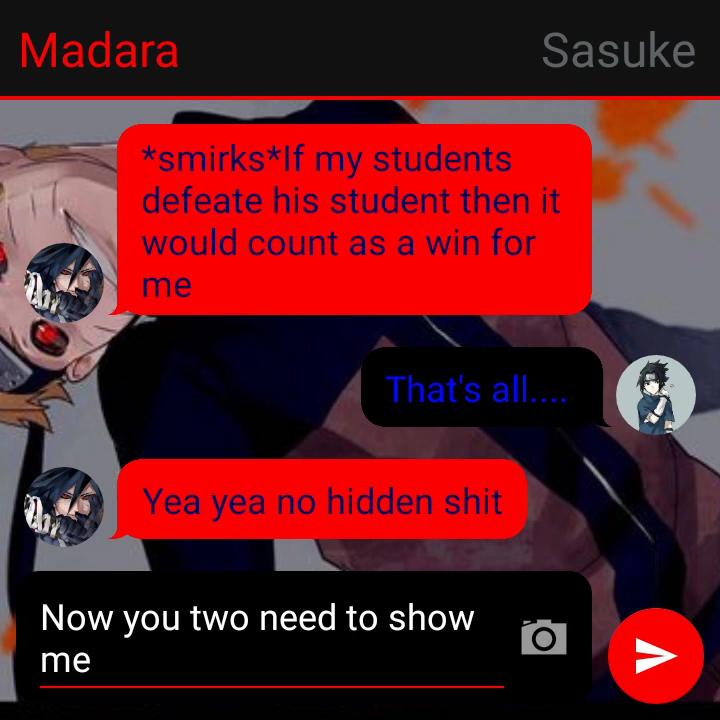 Madara Sasuke
*smirks*If my students
defeate his student then it
would count as a win for
me
That's all....
Yea yea no hidden shit
Now you two need to show
me